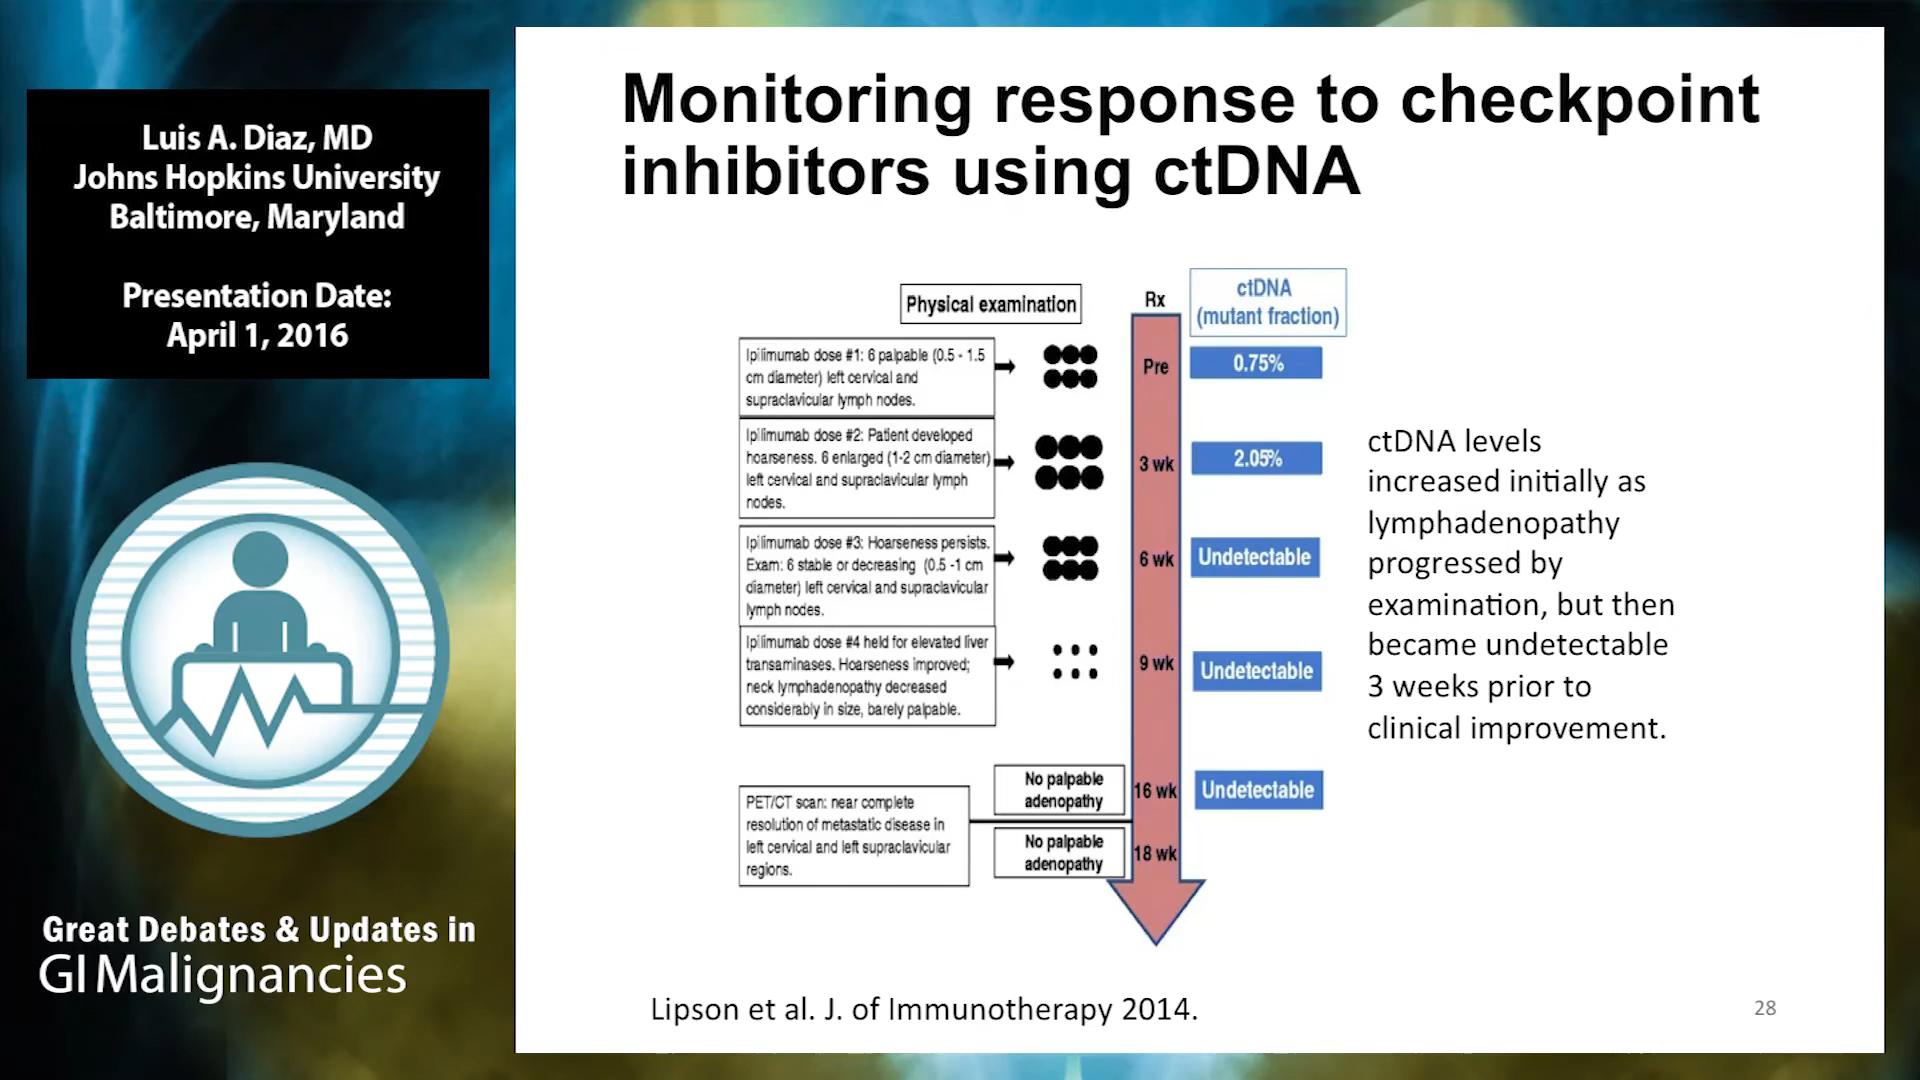 Luis A. Diaz, MD
Johns Hopkins University
Baltimore, Maryland
Presentation Date:
April 1, 2016
Great Debates & Updates in
GI Malignancies
Monitoring response to checkpoint
inhibitors using ctDNA
Physical examination
Rx
ctDNA
(mutant fraction)
Ipilimumab dose #1: 6 palpable (0.5 - 1.5
cm diameter) left cervical and
supraclavicular lymph nodes.
Pre
0.75%
Ipilimumab dose #2: Patient developed
hoarseness. 6 enlarged (1-2 cm diameter)
left cervical and supraclavicular lymph
nodes.
3 wk
2.05%
Ipilimumab dose #3: Hoarseness persists.
Exam: 6 stable or decreasing (0.5 -1 cm
diameter) left cervical and supraclavicular
lymph nodes.
6 wk
Undetectable
Ipilimumab dose #4 held for elevated liver
transaminases. Hoarseness improved;
neck lymphadenopathy decreased
considerably in size, barely palpable.
9 wk
Undetectable
PET/CT scan: near complete
resolution of metastatic disease in
left cervical and left supraclavicular
regions.
No palpable
adenopathy
16 wk
Undetectable
No palpable
adenopathy
18 wk
ctDNA levels
increased initially as
lymphadenopathy
progressed by
examination, but then
became undetectable
3 weeks prior to
clinical improvement.
Lipson et al. J. of Immunotherapy 2014.
28